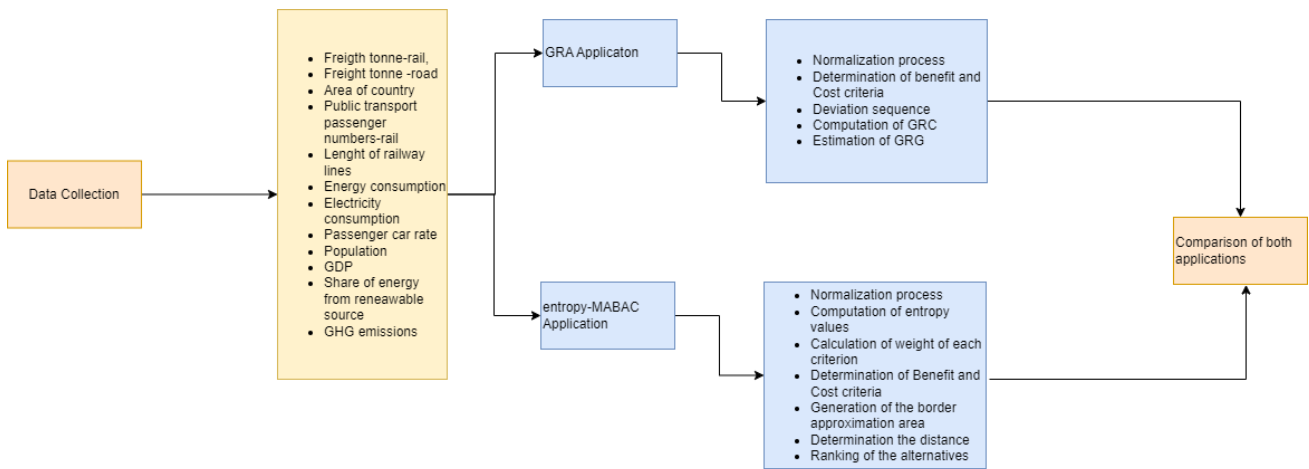 Data Collection
Freigth tonne-rail,
Freight tonne -road
Area of country
Public transport
passenger
numbers-rail
Lenght of railway
lines
Energy consumption
Electricity
consumption
Passenger car rate
Population
GDP
Share of energy
from reneawable
source
GHG emissions
GRA Applicaton
Normalization process
Determination of benefit and
Cost criteria
Deviation sequence
Computation of GRC
Estimation of GRG
entropy-MABAC
Application
Normalization process
Computation of entropy
values
Calculation of weight of each
criterion
Determination of Benefit and
Cost criteria
Generation of the border
approximation area
Determination the distance
Ranking of the alternatives
Comparison of both
applications